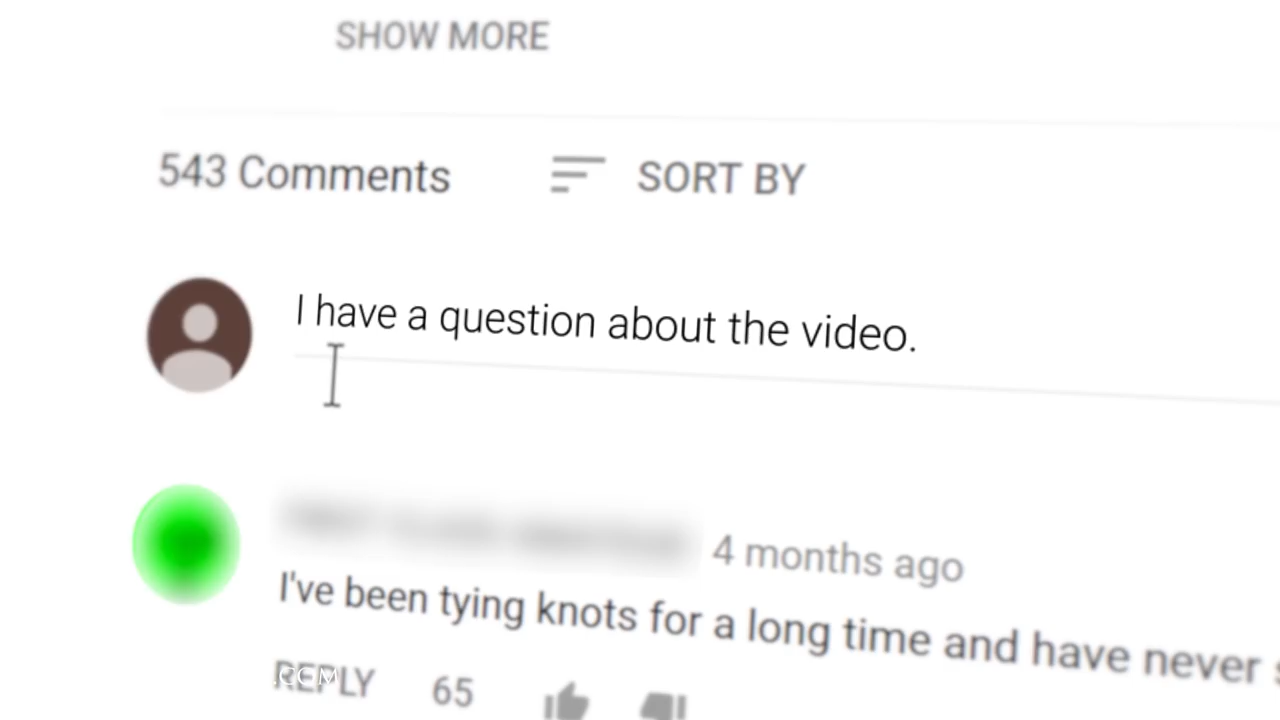 SHOW MORE
543 Comments SORT BY
I have a question about the video.
4 months ago
I've been tying knots for a long time and have never
REPLY 65
.COM